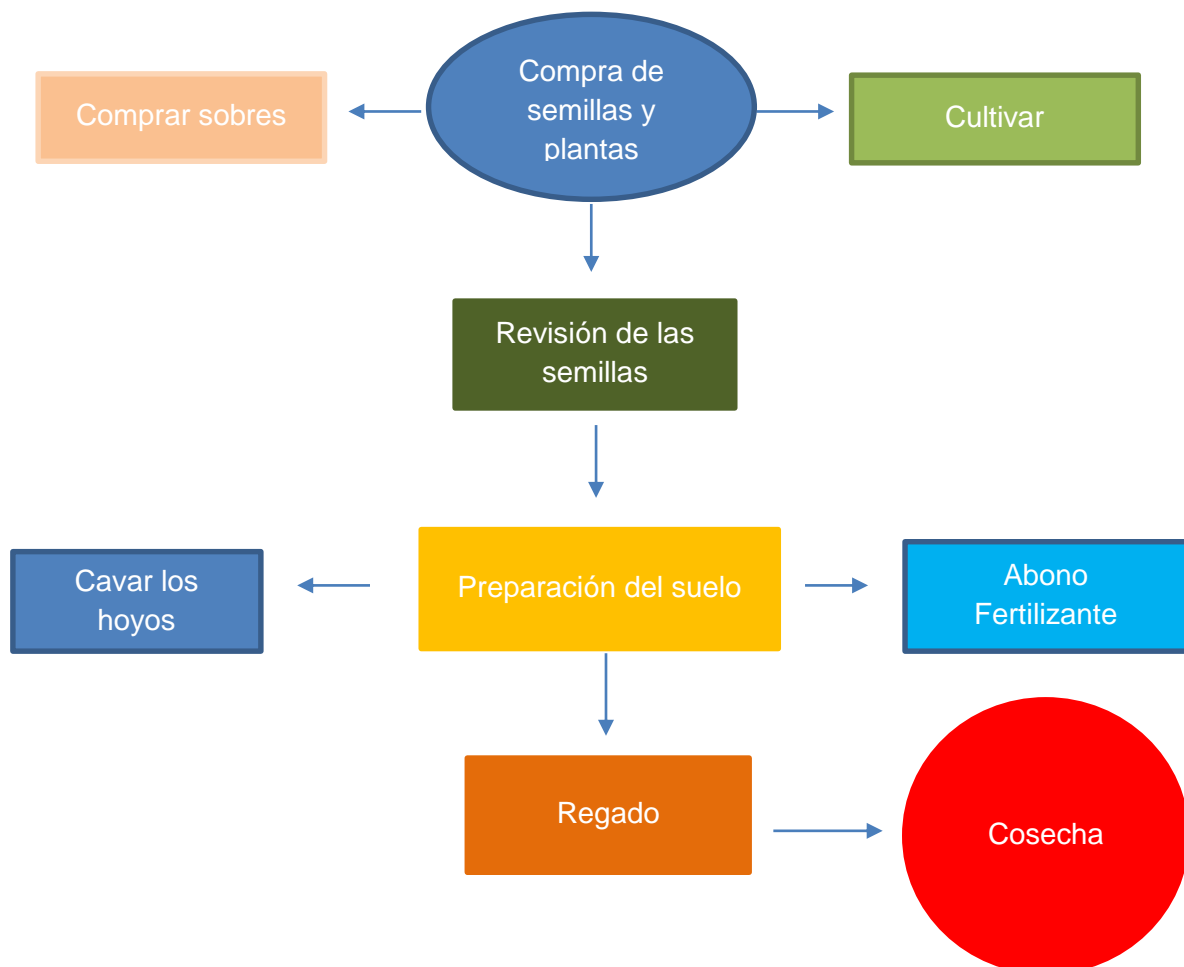 Comprar sobres
Compra de
semillas y
plantas
Cultivar
Revisión de las
semillas
Cavar los
hoyos
Preparación del suelo
Abono
Fertilizante
Regado
Cosecha